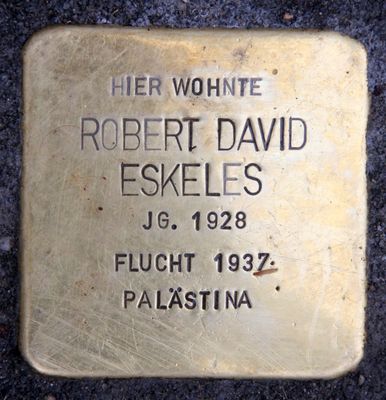 HIER WOHNTE
ROBERT DAVID
ESKELES
JG. 1928
FLUCHT 1937
PALÄSTINA